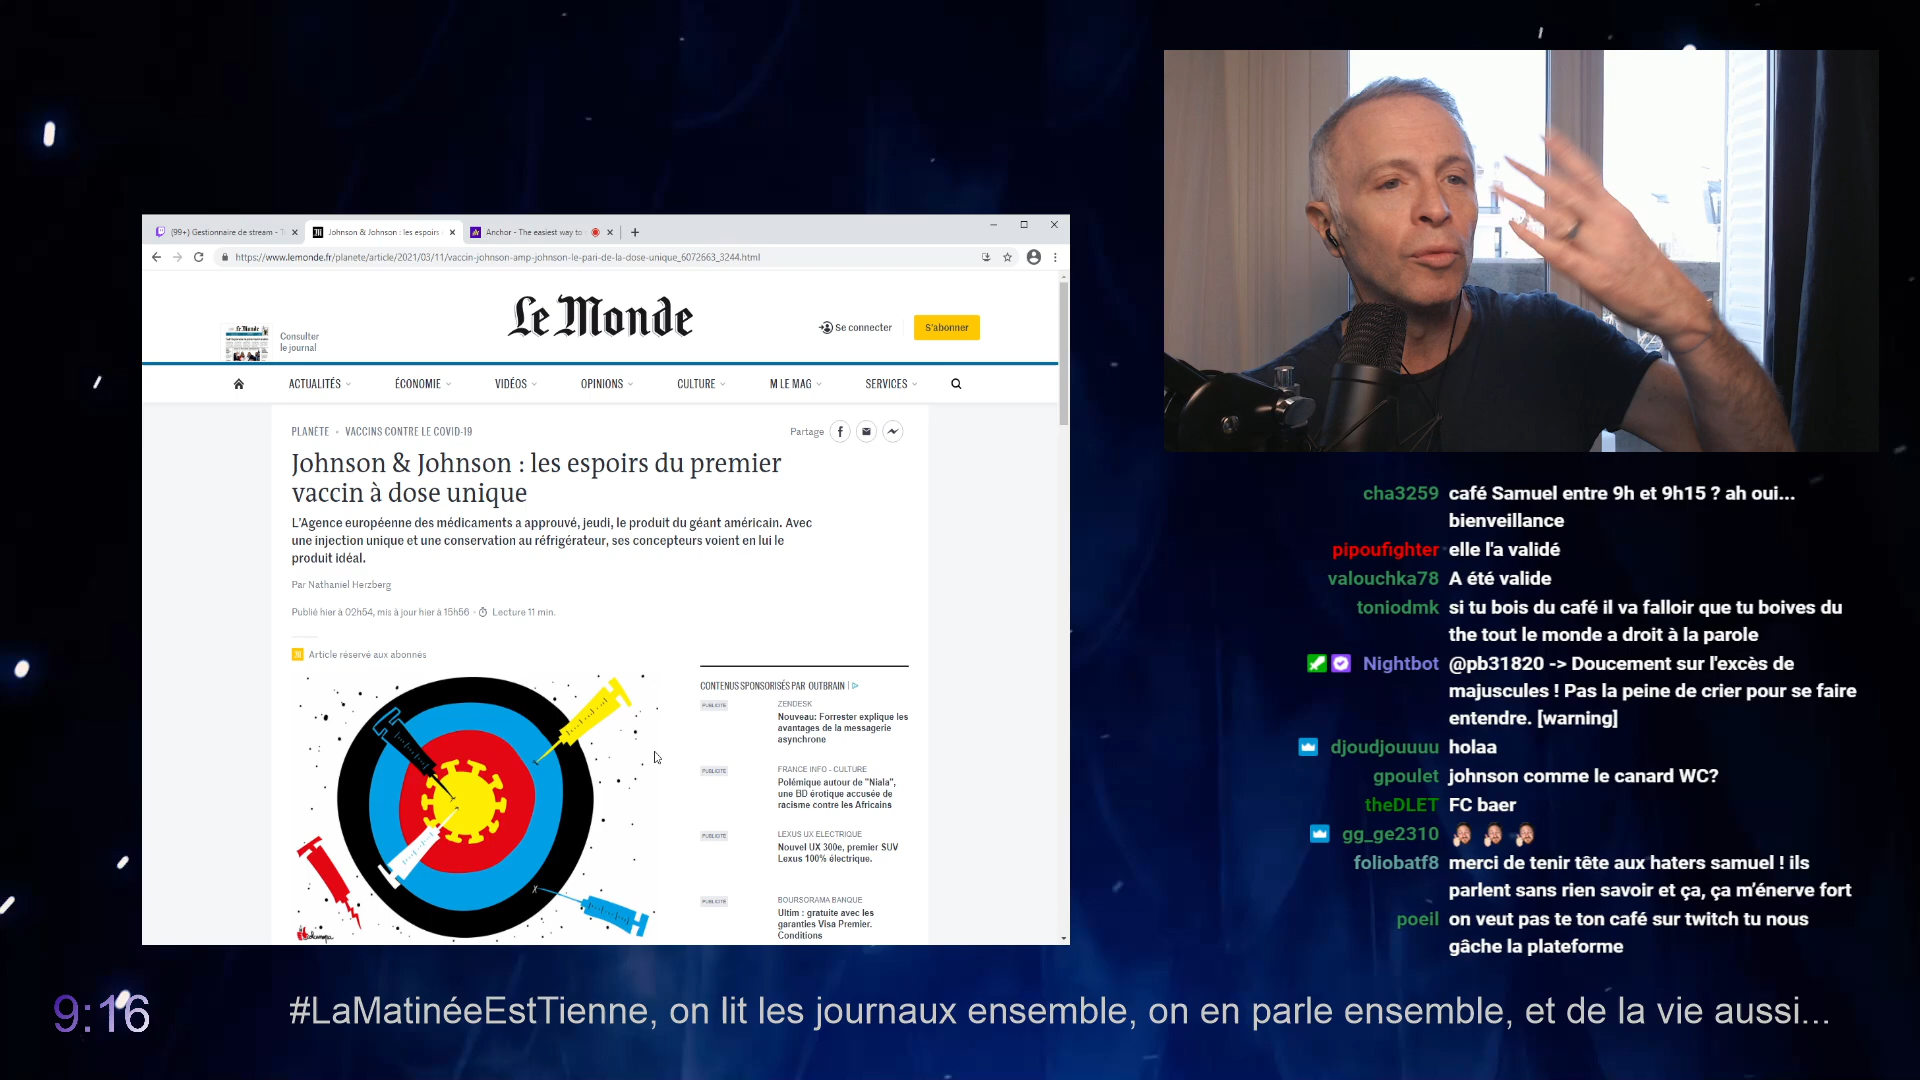 (99+) Gestionnaire de stream -
Johnson & Johnson : les espoirs
Anchor - The easiest way to
https://www.lemonde.fr/planete/article/2021/03/11/vaccin-johnson-amp-johnson-le-pari-de-la-dose-unique_6072663_3244.html
Consulter
le journal
Le Monde
Se connecter
S'abonner
ACTUALITÉS
ÉCONOMIE
VIDÉOS
OPINIONS
CULTURE
M LE MAG
SERVICES
PLANÈTE • VACCINS CONTRE LE COVID-19
Partage
Johnson & Johnson : les espoirs du premier
vaccin à dose unique
L'Agence européenne des médicaments a approuvé, jeudi, le produit du géant américain. Avec
une injection unique et une conservation au réfrigérateur, ses concepteurs voient en lui le
produit idéal.
Par Nathaniel Herzberg
Publié hier à 02h54, mis à jour hier à 15h56 • Lecture 11 min.
Article réservé aux abonnés
CONTENUS SPONSORISÉS PAR OUTBRAIN |
PUBLICITÉ
ZENDESK
Nouveau: Forrester explique les
avantages de la messagerie
asynchrone
PUBLICITÉ
FRANCE INFO - CULTURE
Polémique autour de "Niala",
une BD érotique accusée de
racisme contre les Africains
PUBLICITÉ
LEXUS UX ELECTRIQUE
Nouvel UX 300e, premier SUV
Lexus 100% électrique.
PUBLICITÉ
BOURSORAMA BANQUE
Ultim : gratuite avec les
garanties Visa Premier.
Conditions
cha3259 café Samuel entre 9h et 9h15 ? ah oui...
bienveillance
pipoufighter elle l'a validé
valouchka78 A été valide
toniodmk si tu bois du café il va falloir que tu boives du
the tout le monde a droit à la parole
Nightbot @pb31820 -> Doucement sur l'excès de
majuscules ! Pas la peine de crier pour se faire
entendre. [warning]
djoudjouuuu holaa
gpoulet johnson comme le canard WC?
theDLET FC baer
gg_ge2310
foliobatf8 merci de tenir tête aux haters samuel ! ils
parlent sans rien savoir et ça, ça m'énerve fort
poeil on veut pas te ton café sur twitch tu nous
gâche la plateforme
9:16
#LaMatinéeEstTienne, on lit les journaux ensemble, on en parle ensemble, et de la vie aussi...